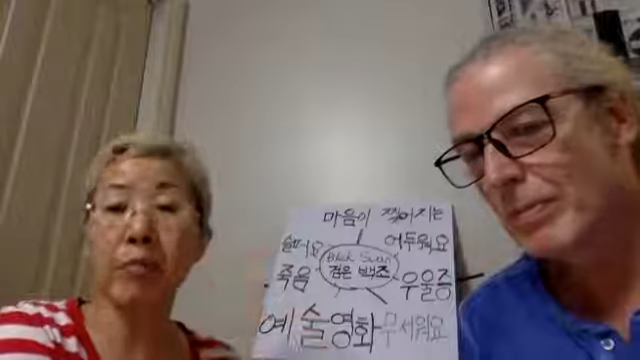 마음이 찢어지는
슬퍼요 어두워요
Black Swan
검은 백조
죽음 우울증
예술영화 무서워요